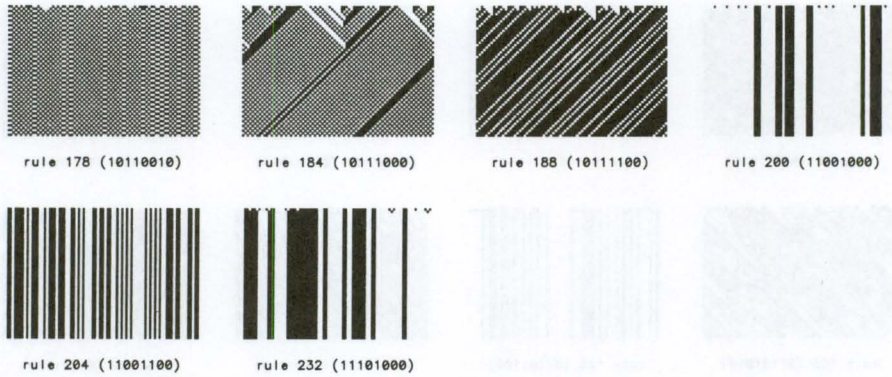 rule 178 (10110010)
rule 184 (10111000)
rule 188 (10111100)
rule 200 (11001000)
rule 204 (11001100)
rule 232 (11101000)